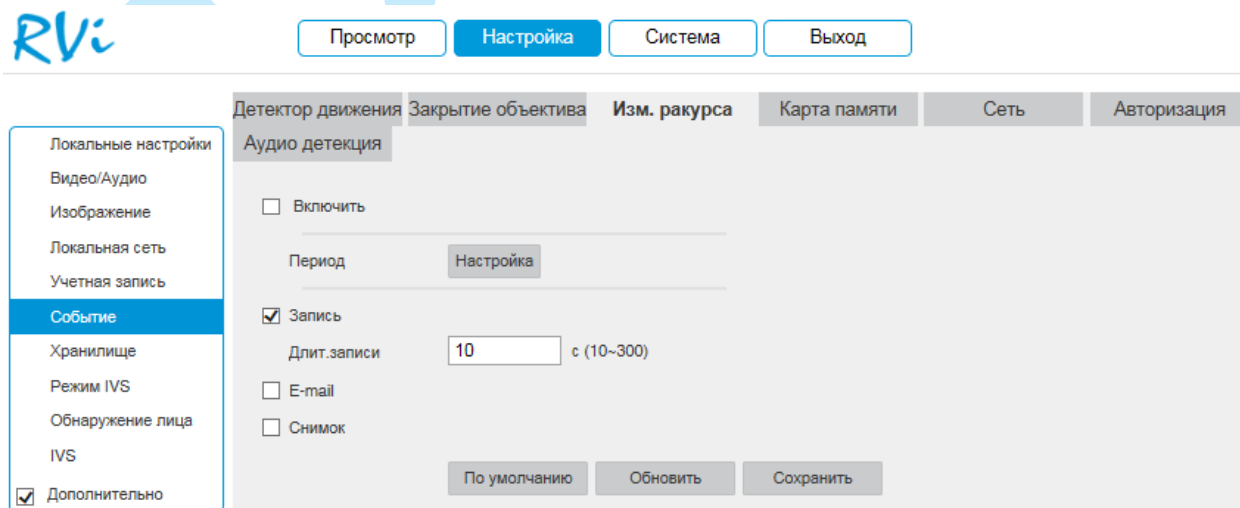 RVi
Просмотр Настройка Система Выход
Детектор движения Закрытие объектива Изм. ракурса Карта памяти Сеть Авторизация
Аудио детекция
Локальные настройки
Видео/Аудио
Изображение
Локальная сеть
Учетная запись
Событие
Хранилище
Режим IVS
Обнаружение лица
IVS
Дополнительно
Включить
Период Настройка
Запись
Длит.записи 10 с (10~300)
E-mail
Снимок
По умолчанию Обновить Сохранить